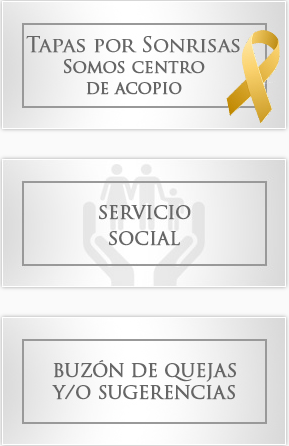 Tapas por Sonrisas
Somos centro
de acopio
SERVICIO
SOCIAL
BUZÓN DE QUEJAS
Y/O SUGERENCIAS